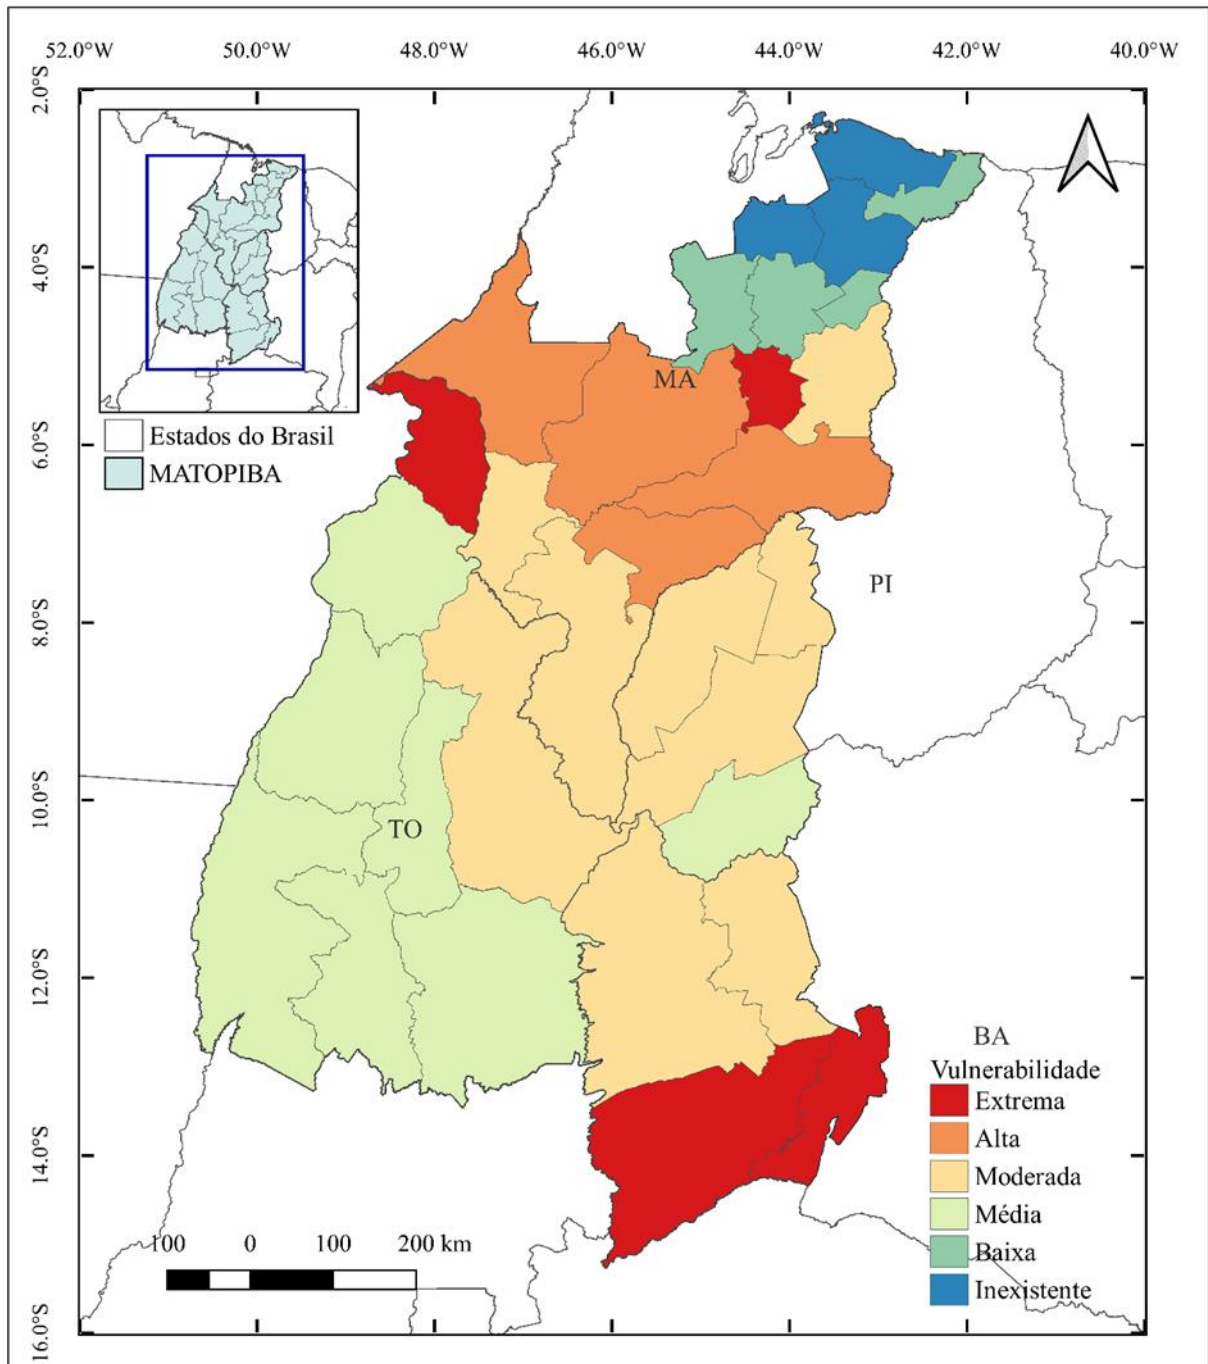 52.0°W 50.0°W 48.0°W 46.0°W 44.0°W 42.0°W 40.0°W
2.0°S
4.0°S
6.0°S
8.0°S
10.0°S
12.0°S
14.0°S
16.0°S
Estados do Brasil
MATOPIBA
MA
PI
TO
BA
Vulnerabilidade
Extrema
Alta
Moderada
Média
Baixa
Inexistente
100 0 100 200 km